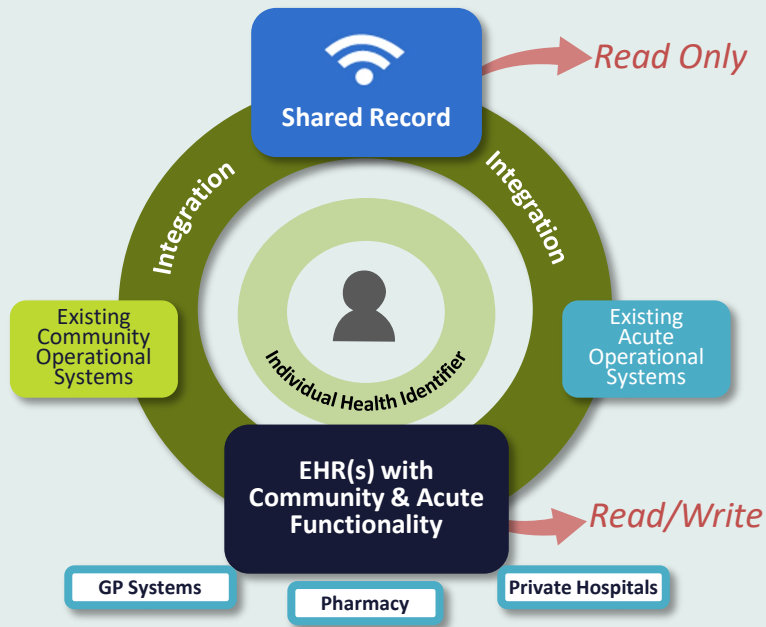 Read Only
Shared Record
Integration
Integration
Existing
Community
Operational
Systems
Existing
Acute
Operational
Systems
Individual Health Identifier
EHR(s) with
Community & Acute
Functionality
Read/Write
GP Systems
Pharmacy
Private Hospitals